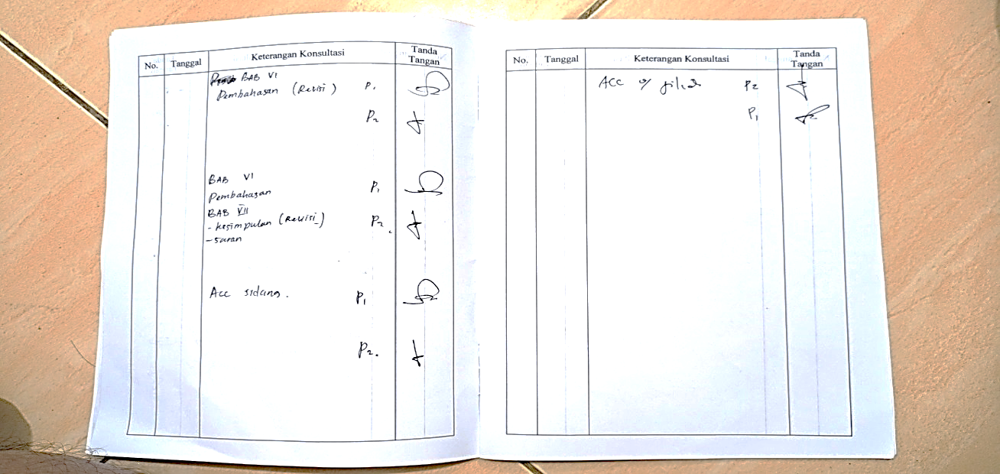 No. Tanggal Keterangan Konsultasi Tanda Tangan
BAB VI
Pembahasan (Revisi) P1
P2
BAB VI
Pembahasan P1
BAB VII
- kesimpulan (Revisi) P2
- saran
Acc sidang. P1
P2.
No. Tanggal Keterangan Konsultasi Tanda Tangan
Acc jilid P2
P1